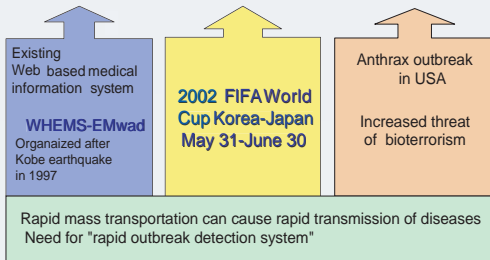 Existing
Web based medical
information system
WHEMS-EMwad
Organaized after
Kobe earthquake
in 1997
2002 FIFA World
Cup Korea-Japan
May 31-June 30
Anthrax outbreak
in USA
Increased threat
of bioterrorism
Rapid mass transportation can cause rapid transmission of diseases
Need for "rapid outbreak detection system"